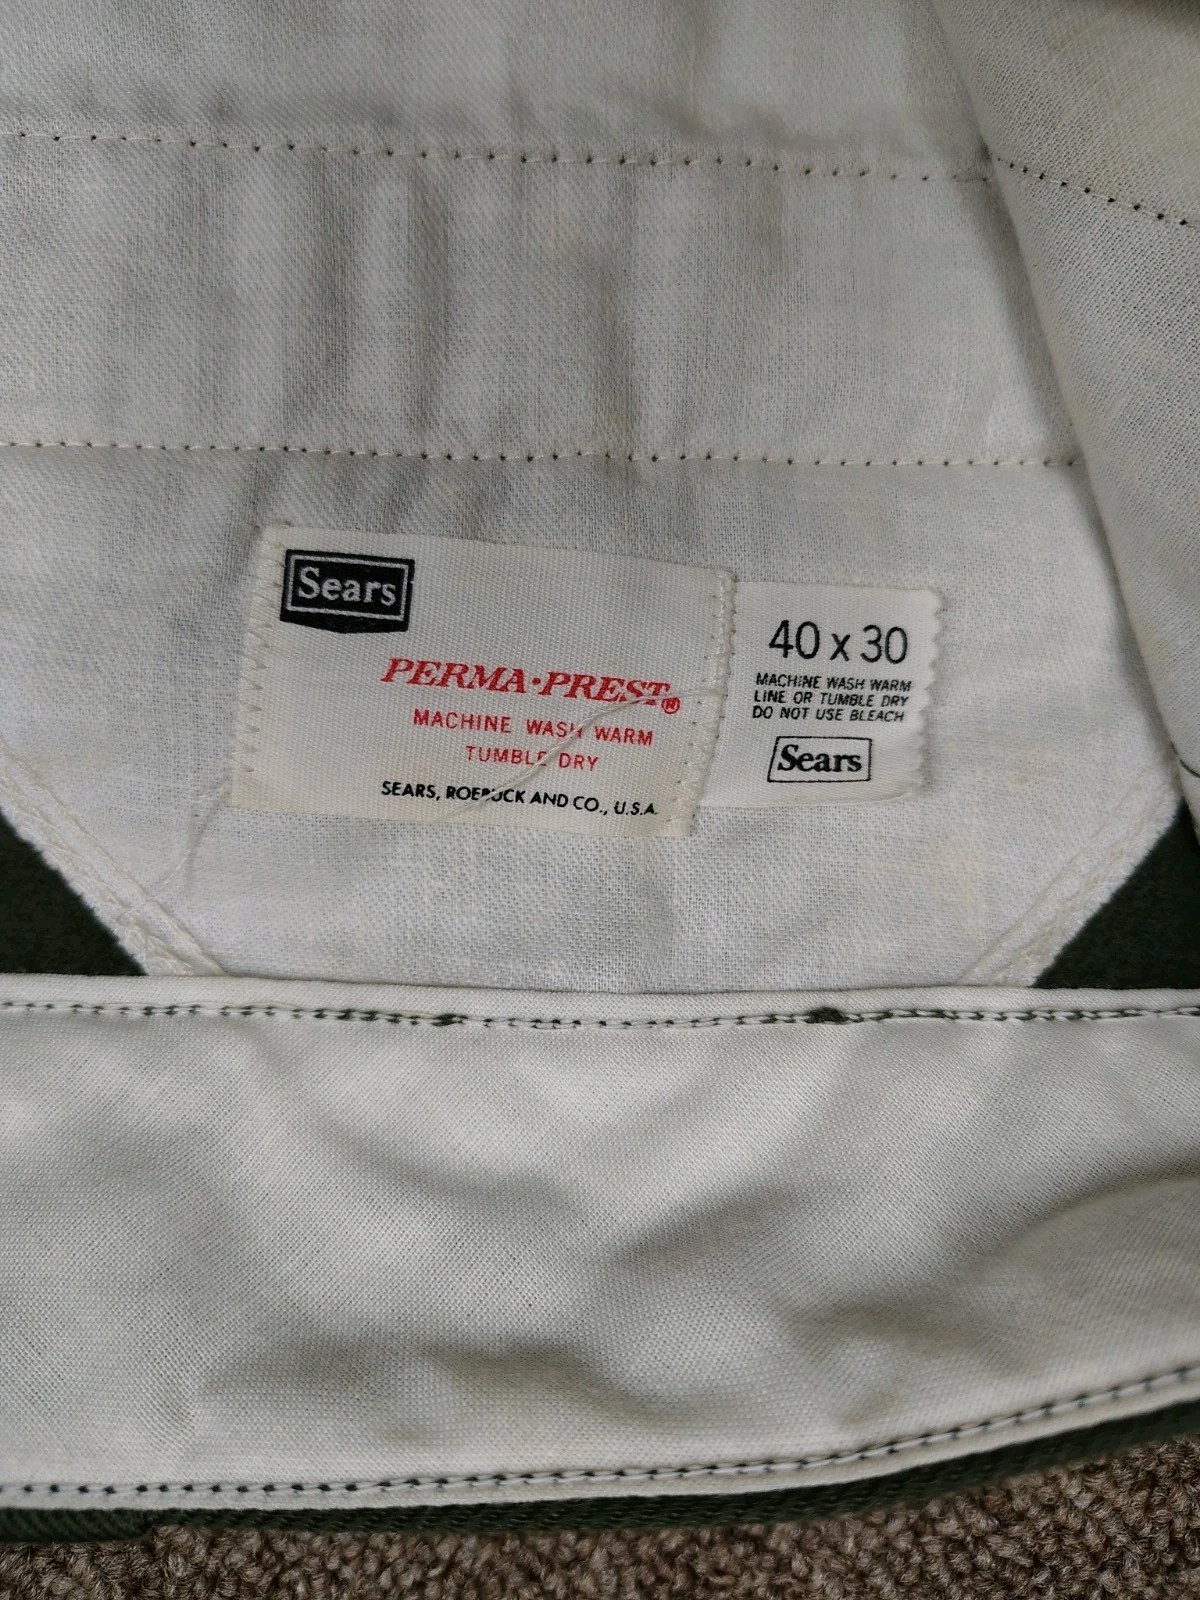 Sears
PERMA·PREST®
MACHINE WASH WARM
TUMBLE DRY
SEARS, ROEBUCK AND CO., U.S.A.
40 x 30
MACHINE WASH WARM
LINE OR TUMBLE DRY
DO NOT USE BLEACH
Sears